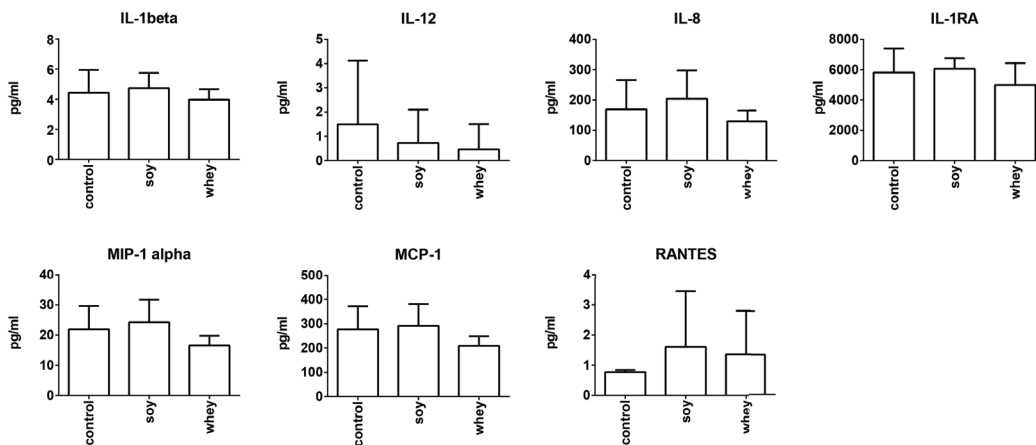 IL-1beta
8
6
4
2
0
pg/ml
control
soy
whey
IL-12
5
4
3
2
1
0
pg/ml
control
soy
whey
IL-8
400
300
200
100
0
pg/ml
control
soy
whey
IL-1RA
8000
6000
4000
2000
0
pg/ml
control
soy
whey
MIP-1 alpha
40
30
20
10
0
pg/ml
control
soy
whey
MCP-1
500
400
300
200
100
0
pg/ml
control
soy
whey
RANTES
4
3
2
1
0
pg/ml
control
soy
whey